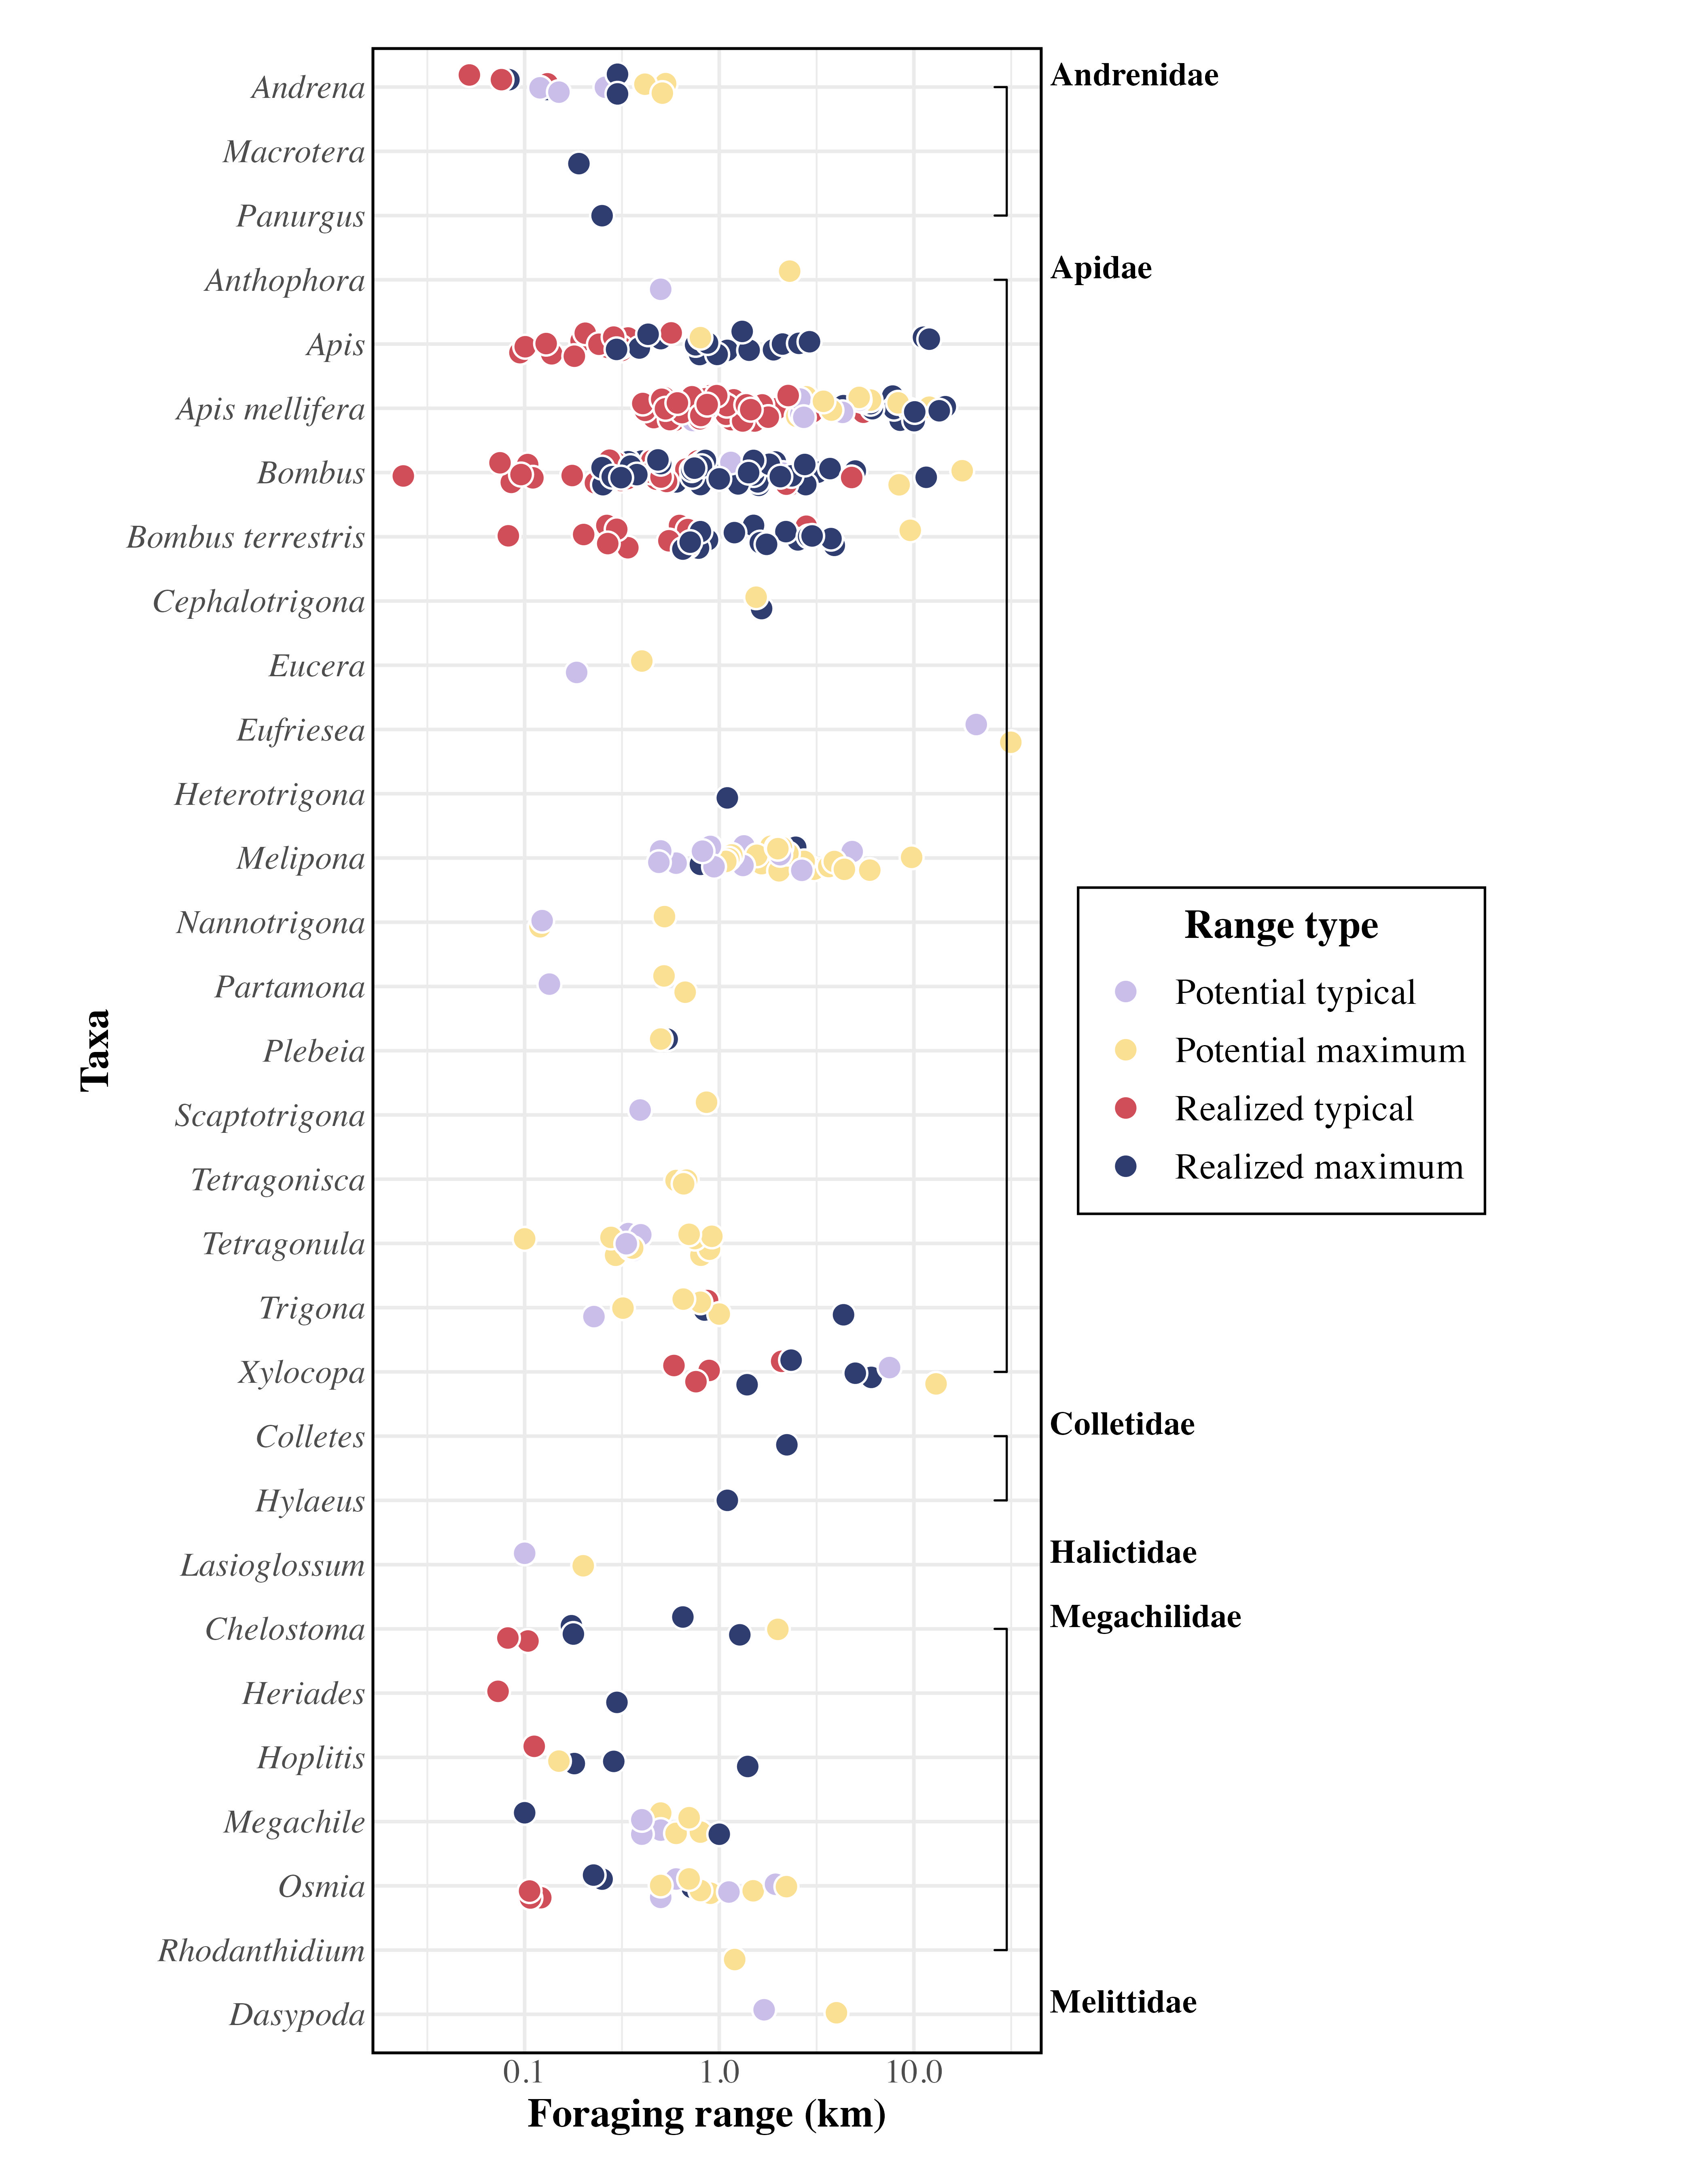 Andrena
Andrenidae
Macrotera
Panurgus
Anthophora
Apidae
Apis
Apis mellifera
Bombus
Bombus terrestris
Cephalotrigona
Eucera
Eufriesea
Heterotrigona
Melipona
Nannotrigona
Partamona
Plebeia
Scaptotrigona
Tetragonisca
Tetragonula
Trigona
Xylocopa
Colletes
Colletidae
Hylaeus
Lasioglossum
Halictidae
Chelostoma
Megachilidae
Heriades
Hoplitis
Megachile
Osmia
Rhodanthidium
Dasypoda
Melittidae
Taxa
0.1 1.0 10.0
Foraging range (km)
Range type
Potential typical
Potential maximum
Realized typical
Realized maximum